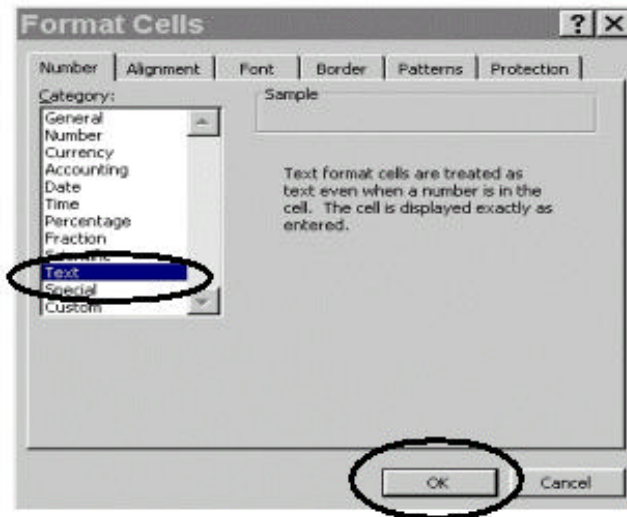 Format Cells
Number Alignment Font Border Patterns Protection
Category:
Sample
General
Number
Currency
Accounting
Date
Time
Percentage
Fraction
Scientific
Text
Special
Custom
Text format cells are treated as
text even when a number is in the
cell. The cell is displayed exactly as
entered.
OK Cancel